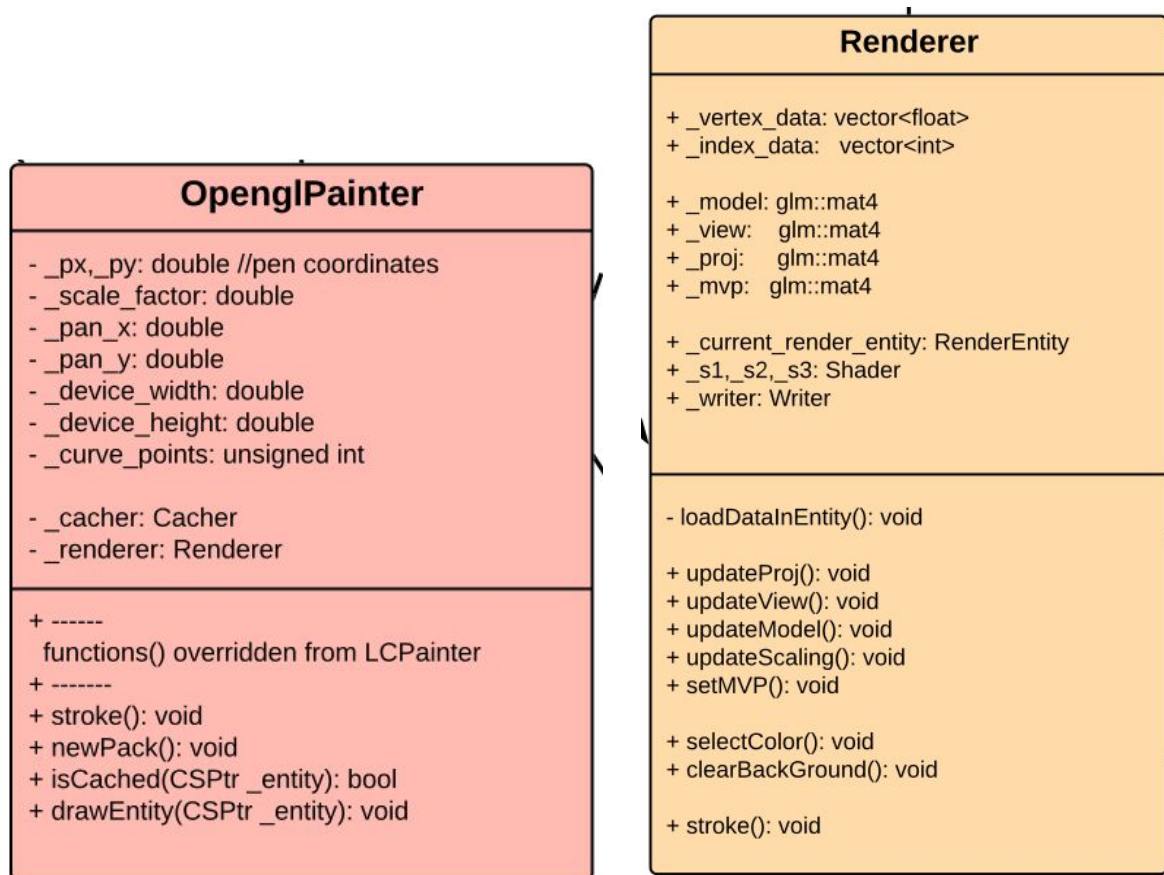 OpenglPainter
- _px,_py: double //pen coordinates
- _scale_factor: double
- _pan_x: double
- _pan_y: double
- _device_width: double
- _device_height: double
- _curve_points: unsigned int
- _cacher: Cacher
- _renderer: Renderer
+ ------
functions() overridden from LCPainter
+ -------
+ stroke(): void
+ newPack(): void
+ isCached(CSPtr _entity): bool
+ drawEntity(CSPtr _entity): void
Renderer
+ _vertex_data: vector<float>
+ _index_data: vector<int>
+ _model: glm::mat4
+ _view: glm::mat4
+ _proj: glm::mat4
+ _mvp: glm::mat4
+ _current_render_entity: RenderEntity
+ _s1,_s2,_s3: Shader
+ _writer: Writer
- loadDataInEntity(): void
+ updateProj(): void
+ updateView(): void
+ updateModel(): void
+ updateScaling(): void
+ setMVP(): void
+ selectColor(): void
+ clearBackGround(): void
+ stroke(): void